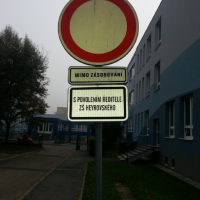 MIMO ZÁSOBOVÁNÍ
S POVOLENÍM ŘEDITELE
ZŠ HEYROVSKÉHO